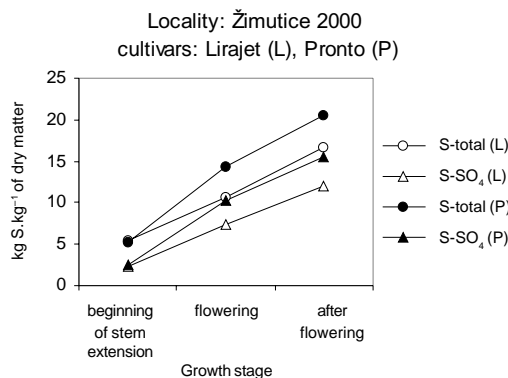 Locality: Žimutice 2000
cultivars: Lirajet (L), Pronto (P)
kg S.kg⁻¹ of dry matter
25
20
15
10
5
0
beginning
of stem
extension
flowering
after
flowering
Growth stage
S-total (L)
S-SO₄ (L)
S-total (P)
S-SO₄ (P)